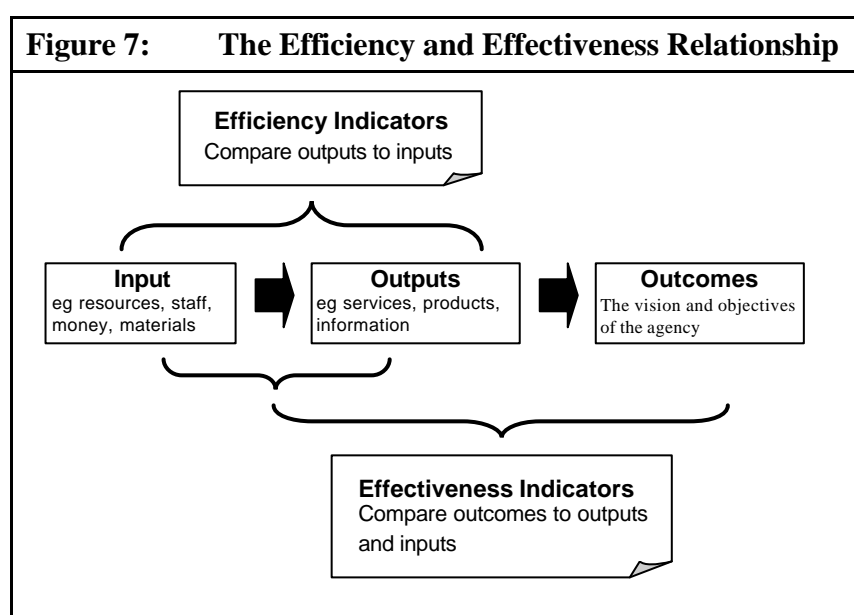 Figure 7: The Efficiency and Effectiveness Relationship
Efficiency Indicators
Compare outputs to inputs
Input
eg resources, staff,
money, materials
Outputs
eg services, products,
information
Outcomes
The vision and objectives
of the agency
Effectiveness Indicators
Compare outcomes to outputs
and inputs